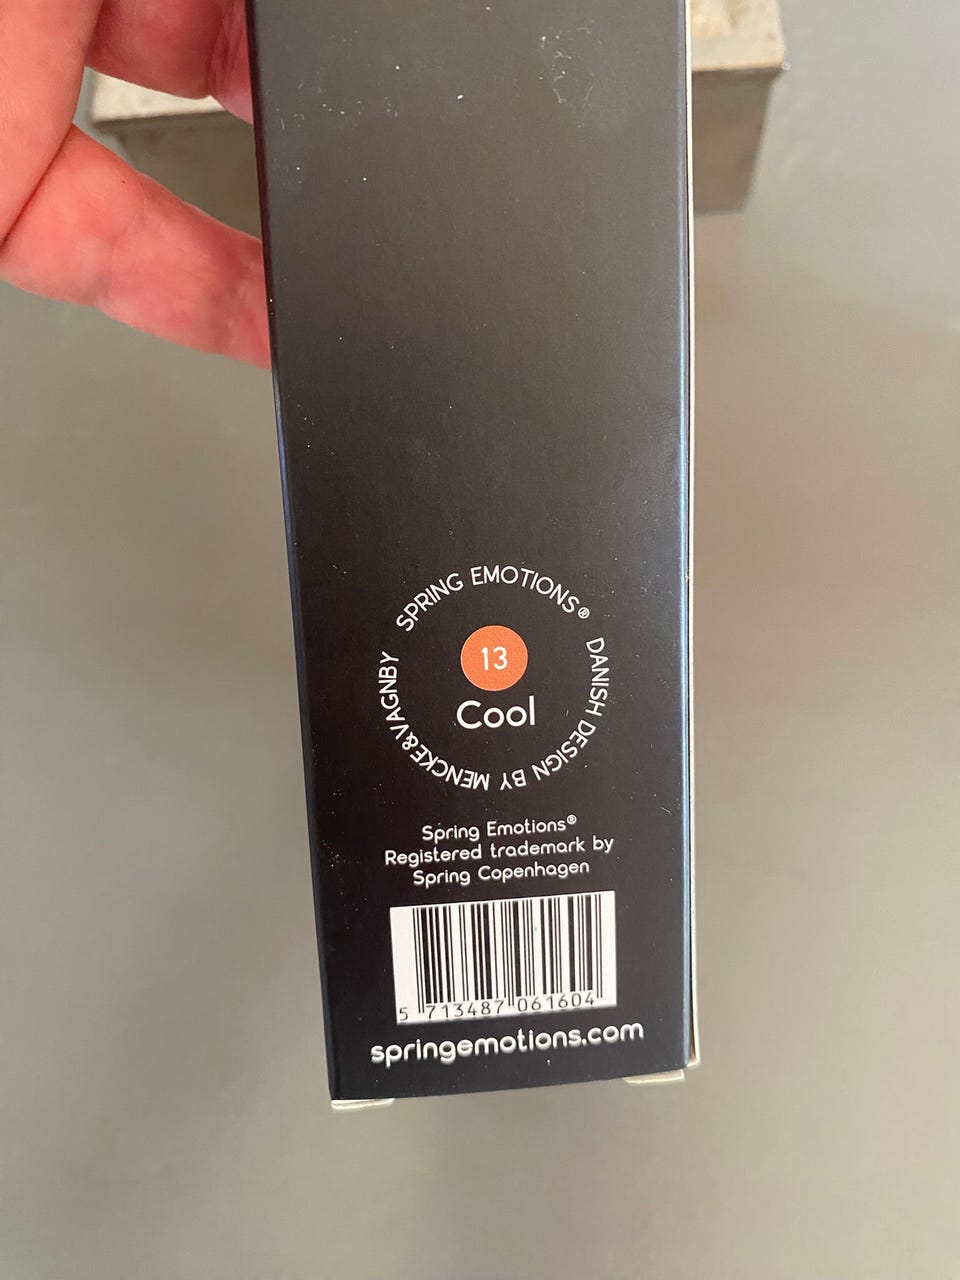 SPRING EMOTIONS® DANISH DESIGN BY MENCKE&VAGNBY
13
Cool
Spring Emotions®
Registered trademark by
Spring Copenhagen
5 713487 061604
springemotions.com